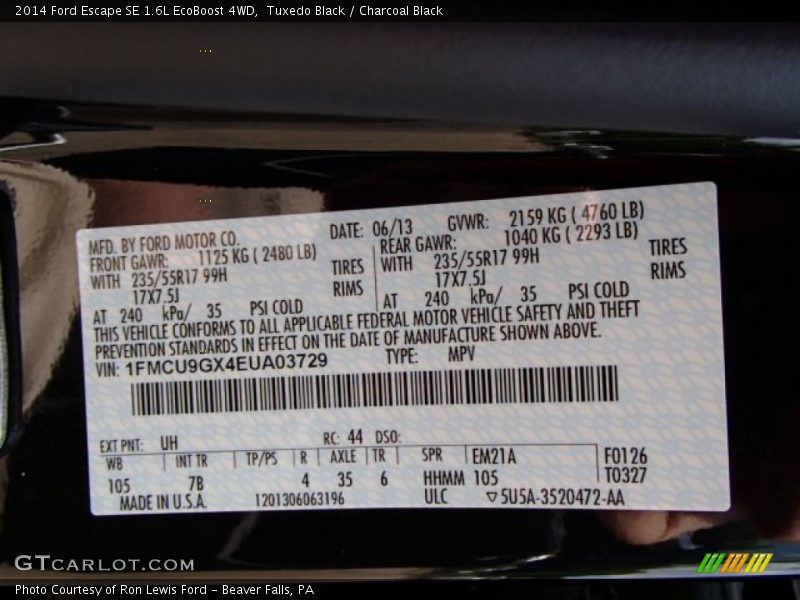 2014 Ford Escape SE 1.6L EcoBoost 4WD, Tuxedo Black / Charcoal Black
MFD. BY FORD MOTOR CO. DATE: 06/13 GVWR: 2159 KG ( 4760 LB)
FRONT GAWR: 1125 KG ( 2480 LB) REAR GAWR: 1040 KG ( 2293 LB)
WITH 235/55R17 99H TIRES WITH 235/55R17 99H TIRES
17X7.5J RIMS 17X7.5J RIMS
AT 240 kPa/ 35 PSI COLD AT 240 kPa/ 35 PSI COLD
THIS VEHICLE CONFORMS TO ALL APPLICABLE FEDERAL MOTOR VEHICLE SAFETY AND THEFT
PREVENTION STANDARDS IN EFFECT ON THE DATE OF MANUFACTURE SHOWN ABOVE.
VIN: 1FMCU9GX4EUA03729 TYPE: MPV
EXT PNT: UH RC: 44 DSO:
WB INT TR TP/PS R AXLE TR SPR EM21A F0126
105 7B 4 35 6 HHMM 105 T0327
MADE IN U.S.A. 1201306063196 ULC ▽5U5A-3520472-AA
GTCARLOT.COM
Photo Courtesy of Ron Lewis Ford – Beaver Falls, PA